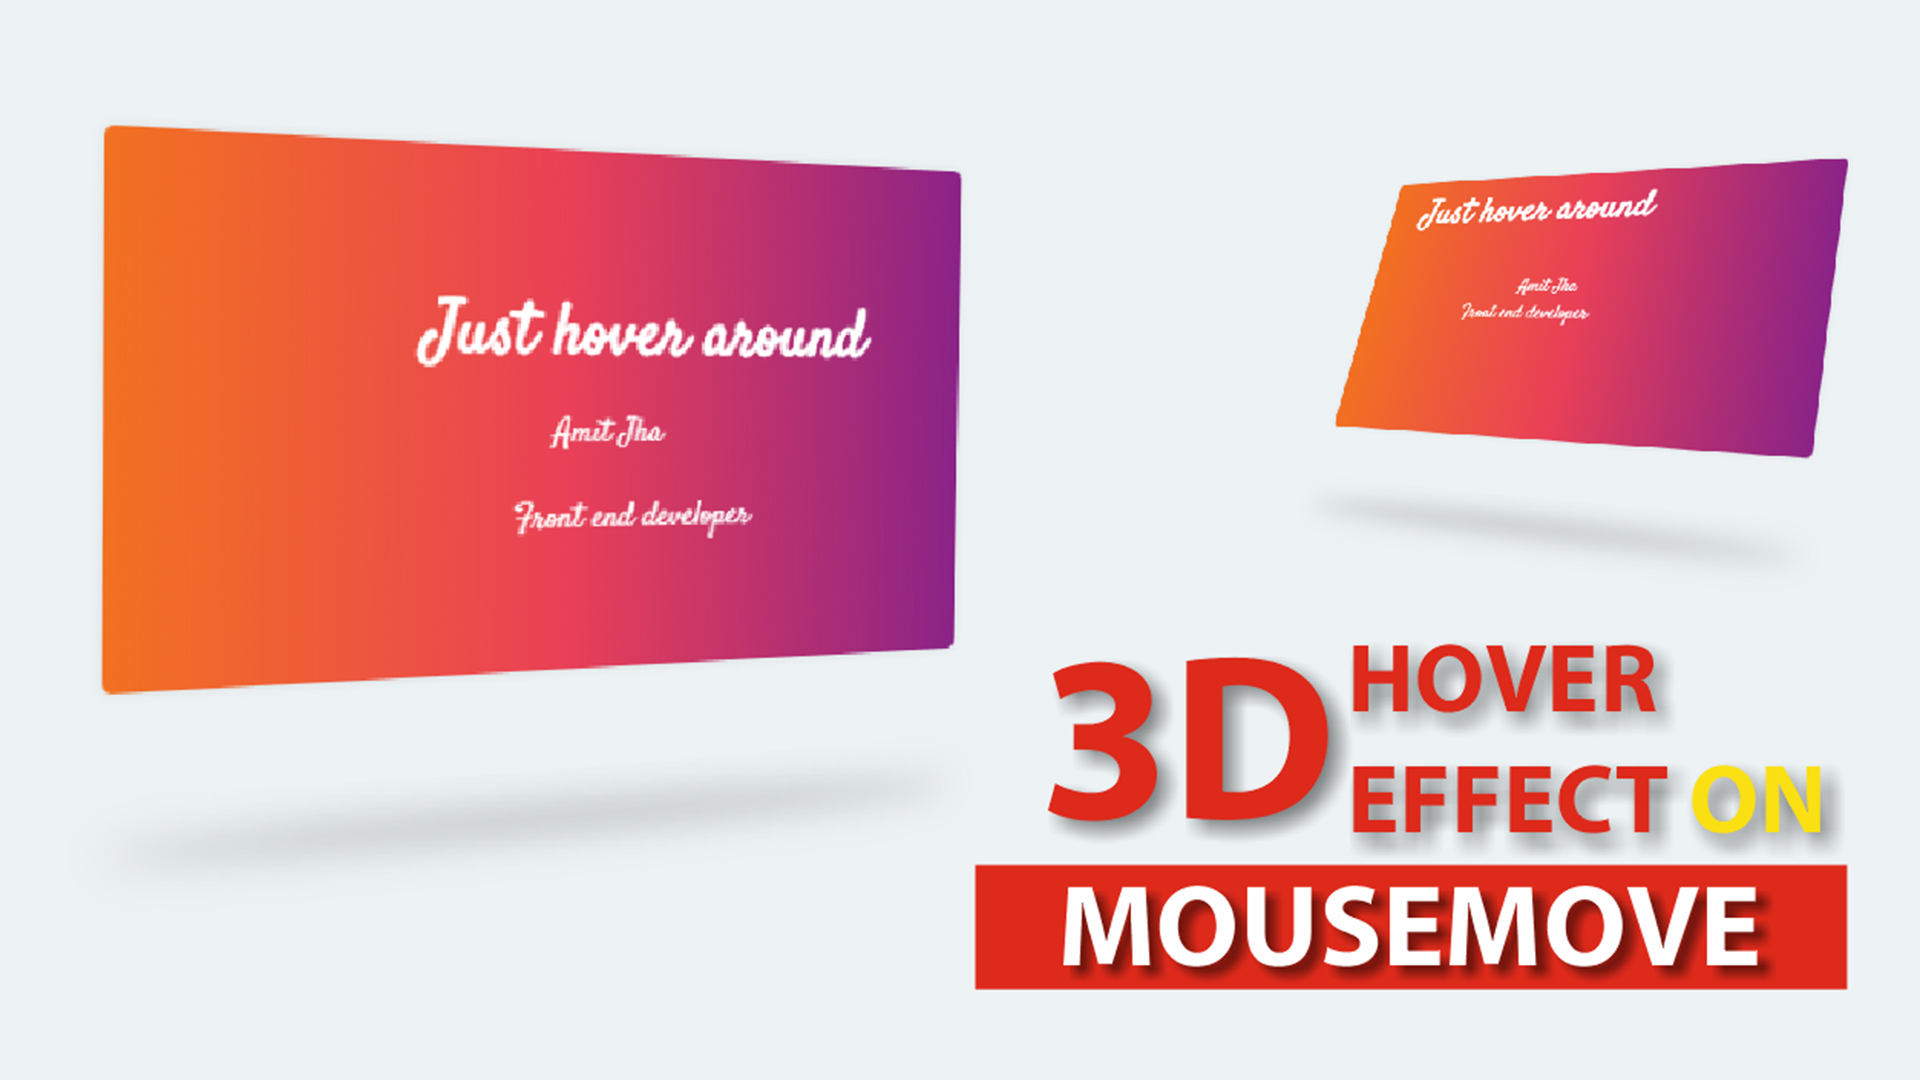 Just hover around
Amit Jha
Front end developer
Just hover around
Amit Jha
Front end developer
3D HOVER
EFFECT ON
MOUSEMOVE